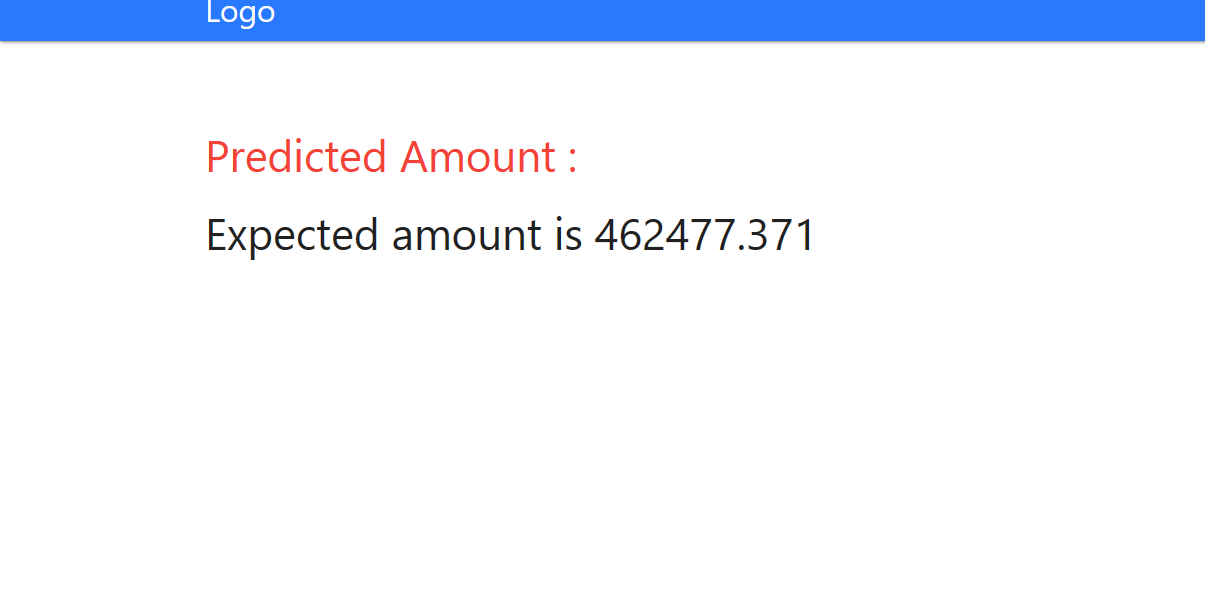 Logo
Predicted Amount :
Expected amount is 462477.371